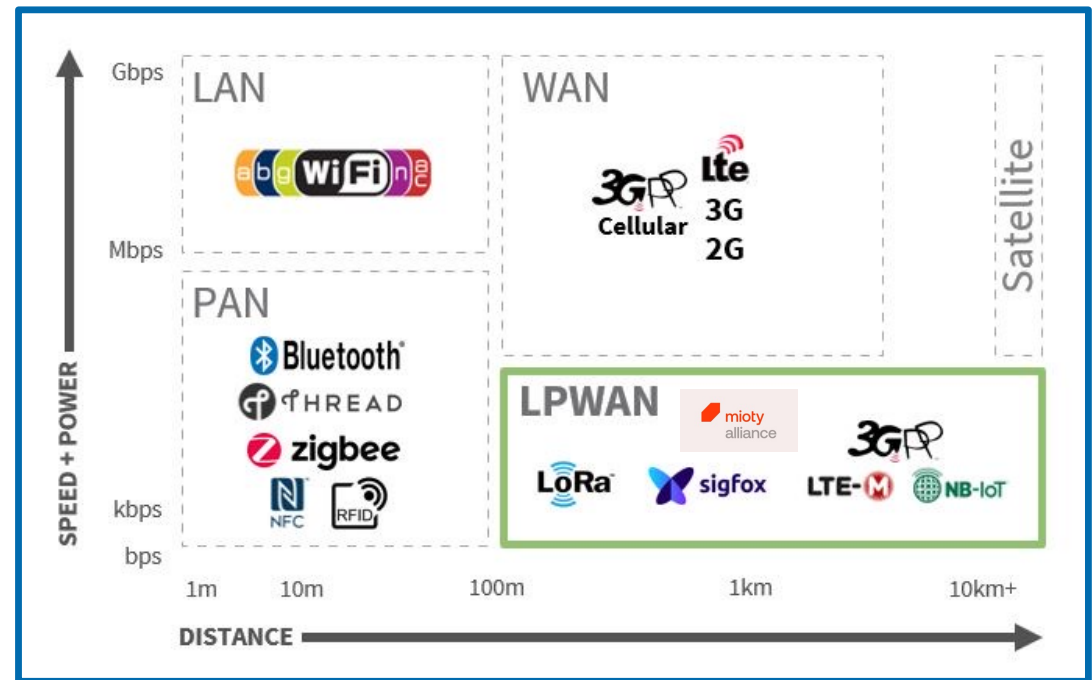 Gbps
LAN
WAN
Satellite
a b g WiFi n ac
3GPP
Cellular
Lte
3G
2G
Mbps
PAN
Bluetooth®
THREAD
zigbee
NFC
RFID
LPWAN
mioty
alliance
3GPP
LoRa™
sigfox
LTE-M
NB-IoT
SPEED + POWER
kbps
bps
1m 10m 100m 1km 10km+
DISTANCE